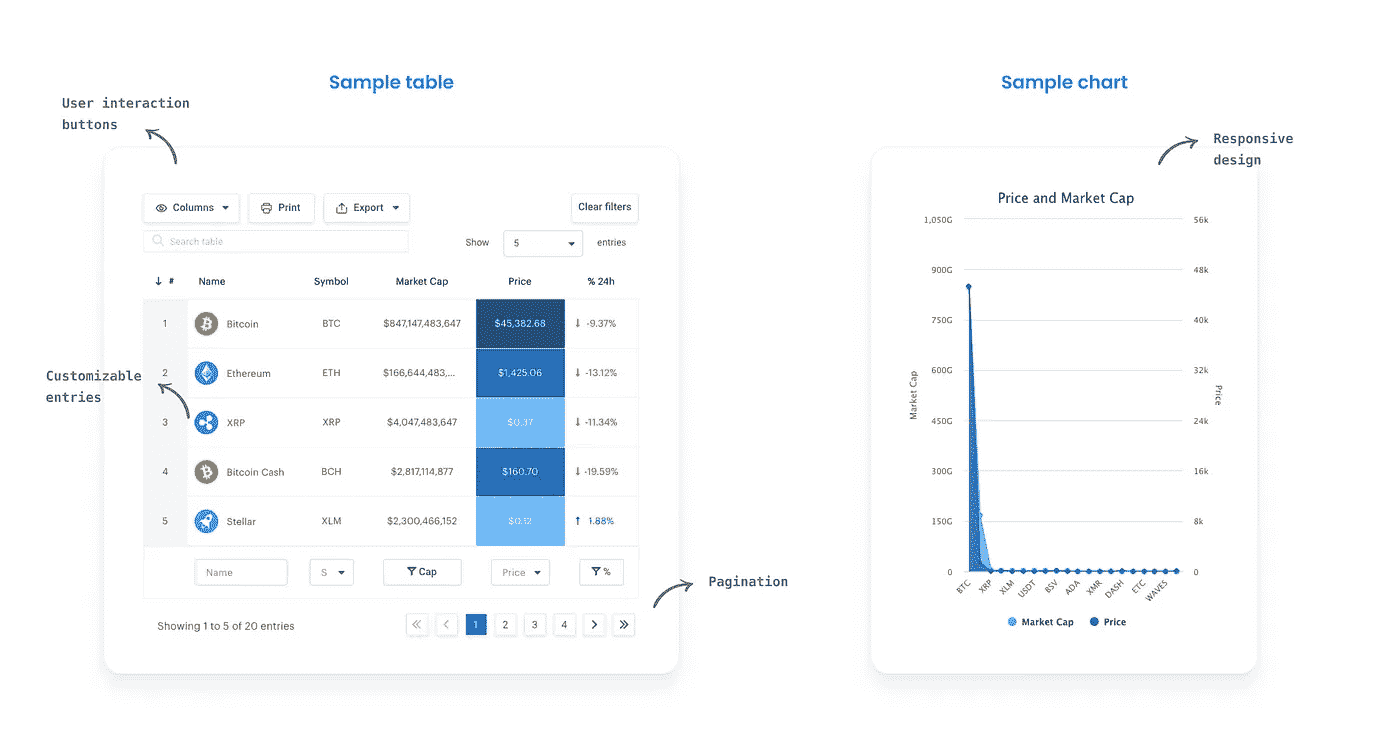 Sample table
User interaction
buttons
Columns Print Export Clear filters
Search table
Show 5 entries
# Name Symbol Market Cap Price % 24h
1 Bitcoin BTC $847,147,483,647 $45,382.68 -9.37%
2 Ethereum ETH $166,644,483,... $1,425.06 -13.12%
3 XRP XRP $4,047,483,647 $0.37 -11.34%
4 Bitcoin Cash BCH $2,817,114,877 $160.70 -19.59%
5 Stellar XLM $2,300,466,152 $0.12 1.88%
Customizable
entries
Name S Cap Price %
Showing 1 to 5 of 20 entries
1 2 3 4
Pagination
Sample chart
Responsive
design
Price and Market Cap
1,050G 56k
900G 48k
750G 40k
600G 32k
450G 24k
300G 16k
150G 8k
0 0
Market Cap
Price
BTC XRP XLM USDT BSV ADA XMR DASH ETC WAVES
Market Cap Price